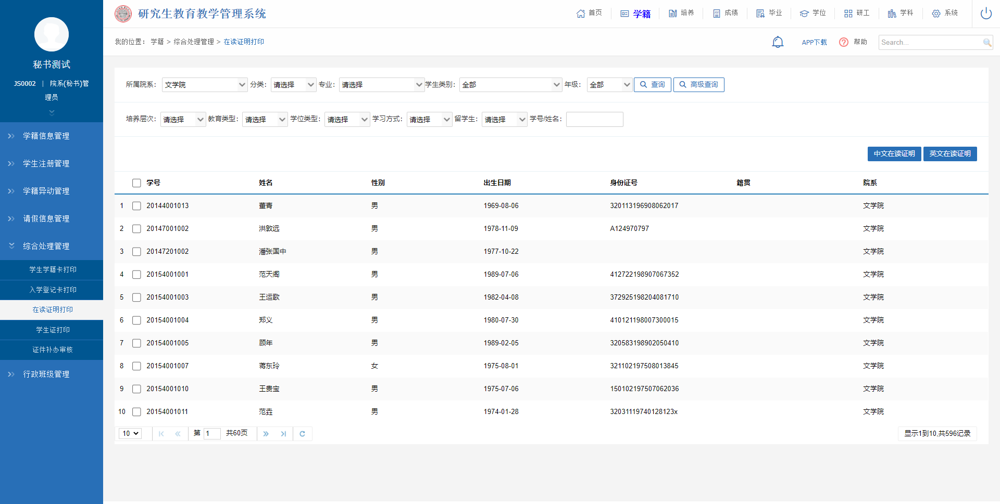 研究生教育教学管理系统
首页 学籍 培养 成绩 毕业 学位 研工 学科 系统
秘书测试
JS0002 | 院系(秘书)管
理员
我的位置： 学籍 > 综合处理管理 > 在读证明打印
APP下载 帮助 Search...
学籍信息管理
学生注册管理
学籍异动管理
请假信息管理
综合处理管理
学生学籍卡打印
入学登记卡打印
在读证明打印
学生证打印
证件补办审核
行政班级管理
所属院系： 文学院 分类： 请选择 专业： 请选择 学生类别： 全部 年级： 全部 查询 高级查询
培养层次： 请选择 教育类型： 请选择 学位类型： 请选择 学习方式： 请选择 留学生： 请选择 学号/姓名：
中文在读证明 英文在读证明
学号 姓名 性别 出生日期 身份证号 籍贯 院系
1 20144001013 董青 男 1969-08-06 320113196908062017 文学院
2 20147001002 洪敦远 男 1978-11-09 A124970797 文学院
3 20147201002 潘张国中 男 1977-10-22 文学院
4 20154001001 范天阁 男 1989-07-06 412722198907067352 文学院
5 20154001003 王运歌 男 1982-04-08 372925198204081710 文学院
6 20154001004 郑义 男 1980-07-30 410121198007300015 文学院
7 20154001005 顾年 男 1989-02-05 320583198902050410 文学院
8 20154001007 蒋东玲 女 1975-08-01 321102197508013845 文学院
9 20154001010 王贵宝 男 1975-07-06 150102197507062036 文学院
10 20154001011 范垚 男 1974-01-28 32031119740128123x 文学院
10 第 1 共60页 显示1到10,共596记录